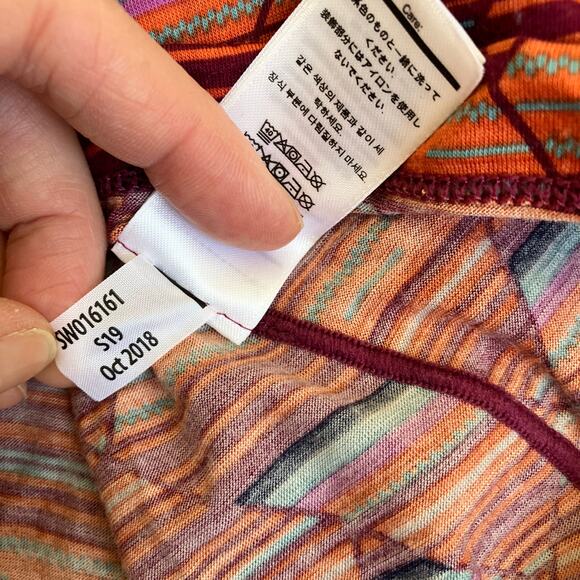 Care:
色のものと一緒に洗って
ください。
装飾部分にはアイロンを使用し
ないでください。
같은 색상의 제품과 같이 세
탁하세요.
장식 부분에 다림질하지 마세요.
SW016161
S19
Oct 2018